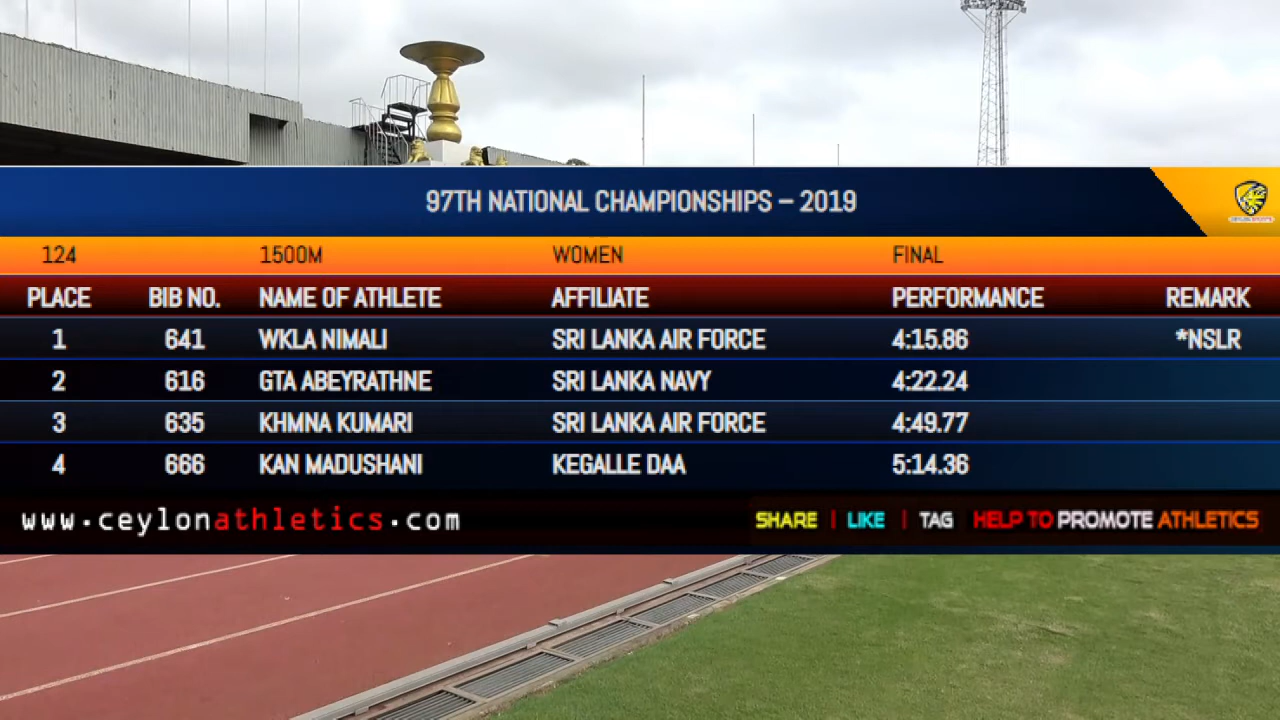 97TH NATIONAL CHAMPIONSHIPS – 2019
124 1500M WOMEN FINAL
PLACE BIB NO. NAME OF ATHLETE AFFILIATE PERFORMANCE REMARK
1 641 WKLA NIMALI SRI LANKA AIR FORCE 4:15.86 *NSLR
2 616 GTA ABEYRATHNE SRI LANKA NAVY 4:22.24
3 635 KHMNA KUMARI SRI LANKA AIR FORCE 4:49.77
4 666 KAN MADUSHANI KEGALLE DAA 5:14.36
www.ceylonathletics.com SHARE | LIKE | TAG HELP TO PROMOTE ATHLETICS